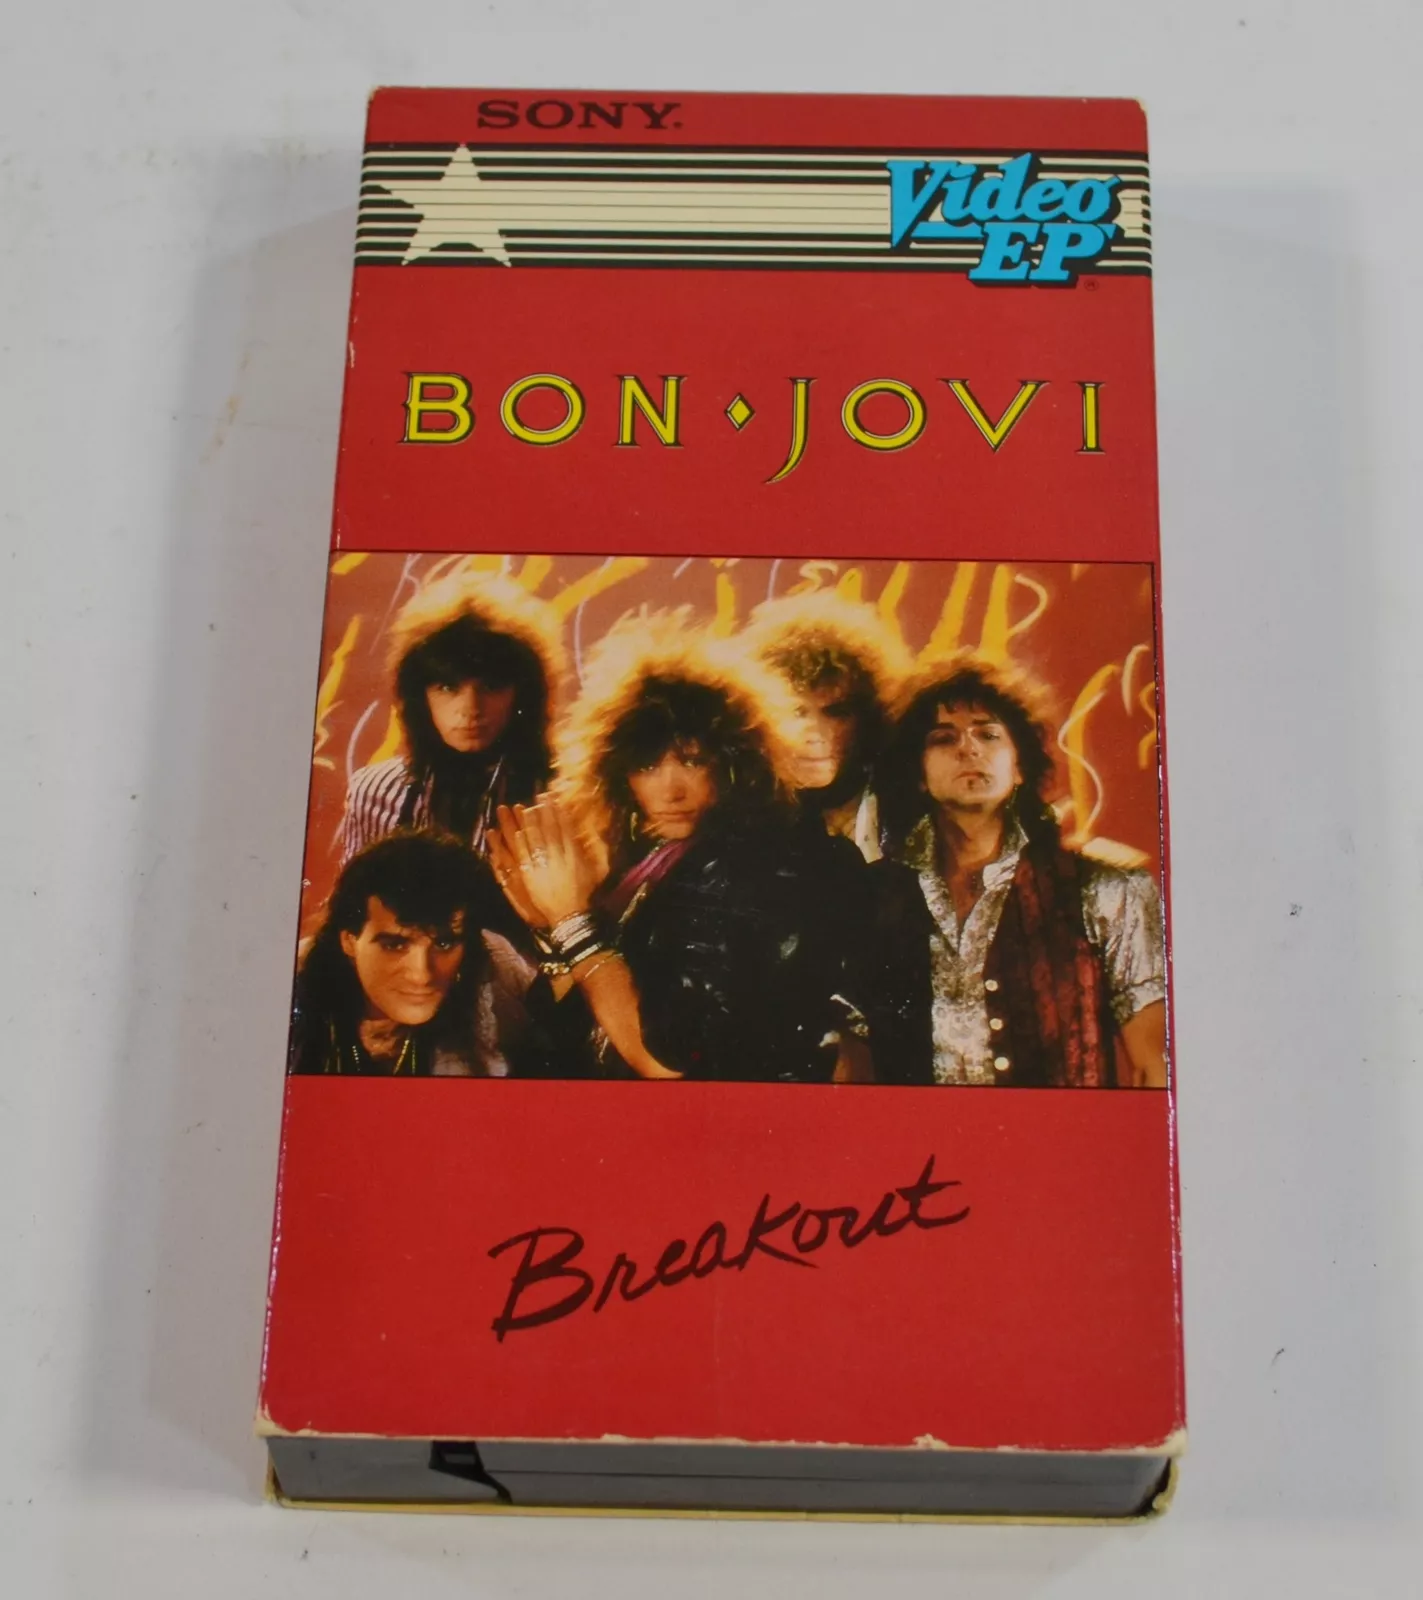 SONY.
Video
EP®
BON • JOVI
Breakout